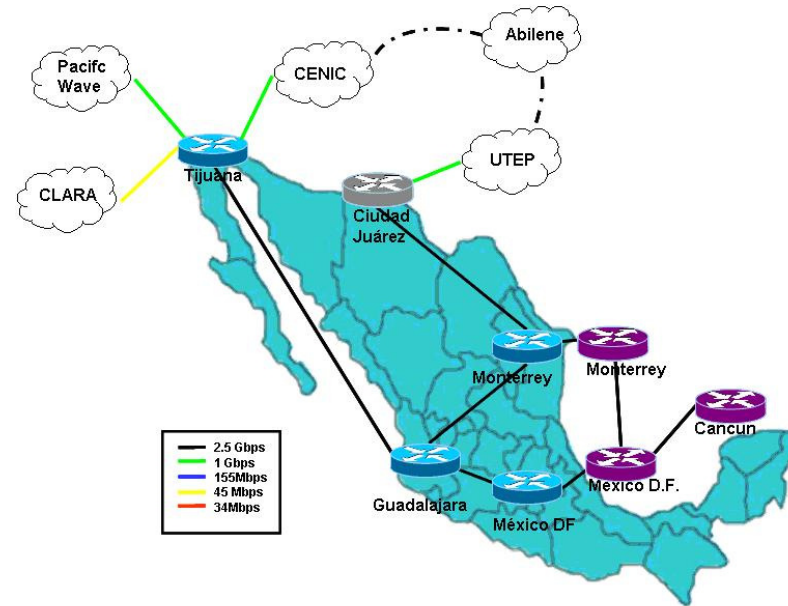 Pacifc
Wave
CENIC
Abilene
CLARA
Tijuana
UTEP
Ciudad
Juárez
Monterrey
Monterrey
Cancun
Guadalajara
México DF
Mexico D.F.
2.5 Gbps
1 Gbps
155Mbps
45 Mbps
34Mbps